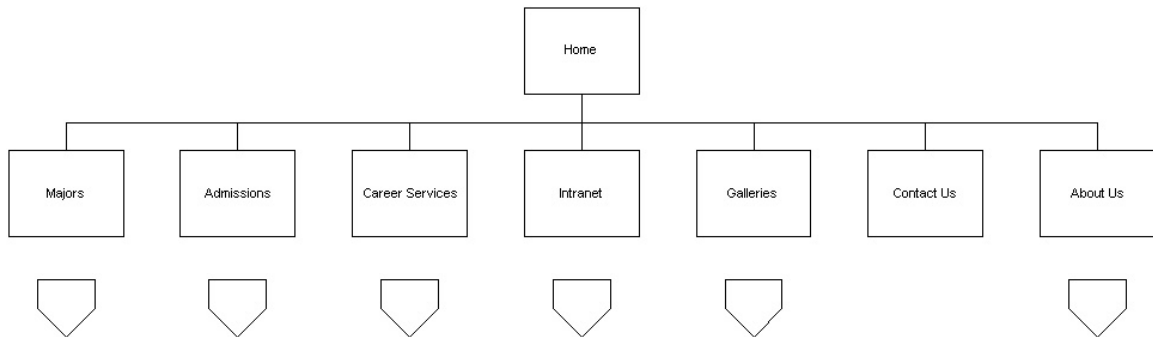 Home
Majors
Admissions
Career Services
Intranet
Galleries
Contact Us
About Us